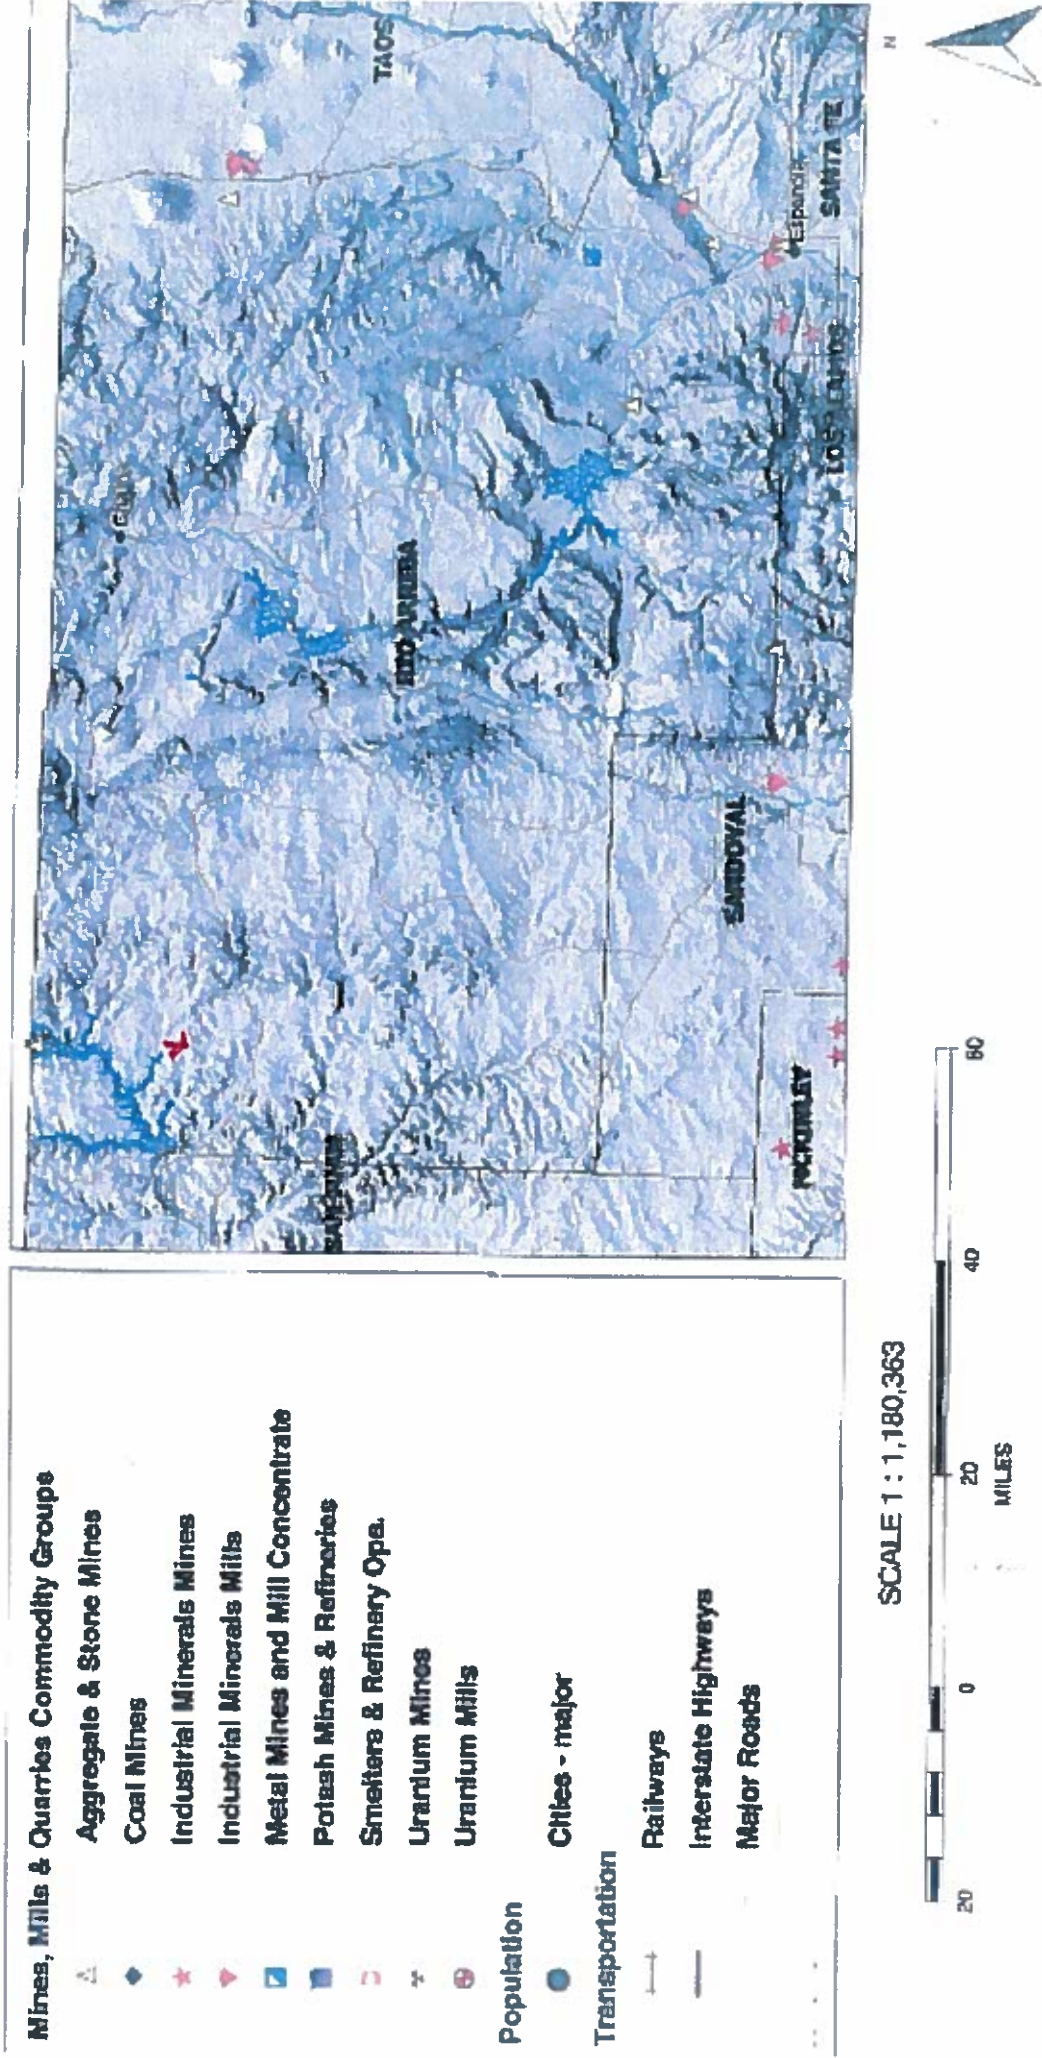 Mines, Mills & Quarries Commodity Groups
Aggregate & Stone Mines
Coal Mines
Industrial Minerals Mines
Industrial Minerals Mills
Metal Mines and Mill Concentrate
Potash Mines & Refineries
Smelters & Refinery Ops.
Uranium Mines
Uranium Mills
Population
Cities - major
Transportation
Railways
Interstate Highways
Major Roads
TAOS
RIO ARRIBA
SAN JUAN
SANDOVAL
MCKINLEY
LOS ALAMOS
Espanola
SANTA FE
SCALE 1 : 1,180,363
20 0 20 40 60
MILES
N